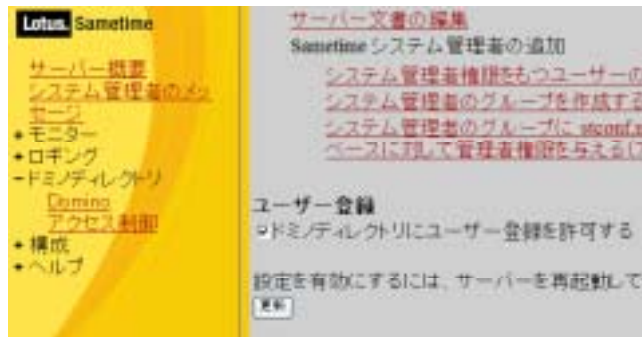 Lotus. Sametime
サーバー概要
システム管理者のメッ
セージ
モニター
ロギング
ドミノディレクトリ
Domino
アクセス制御
構成
ヘルプ
サーバー文書の編集
Sametime システム管理者の追加
システム管理者権限をもつユーザーの
システム管理者のグループを作成す
システム管理者のグループに stconf
ベースに対して管理者権限を与える
ユーザー登録
ドミノディレクトリにユーザー登録を許可する
設定を有効にするには、サーバーを再起動して
更新